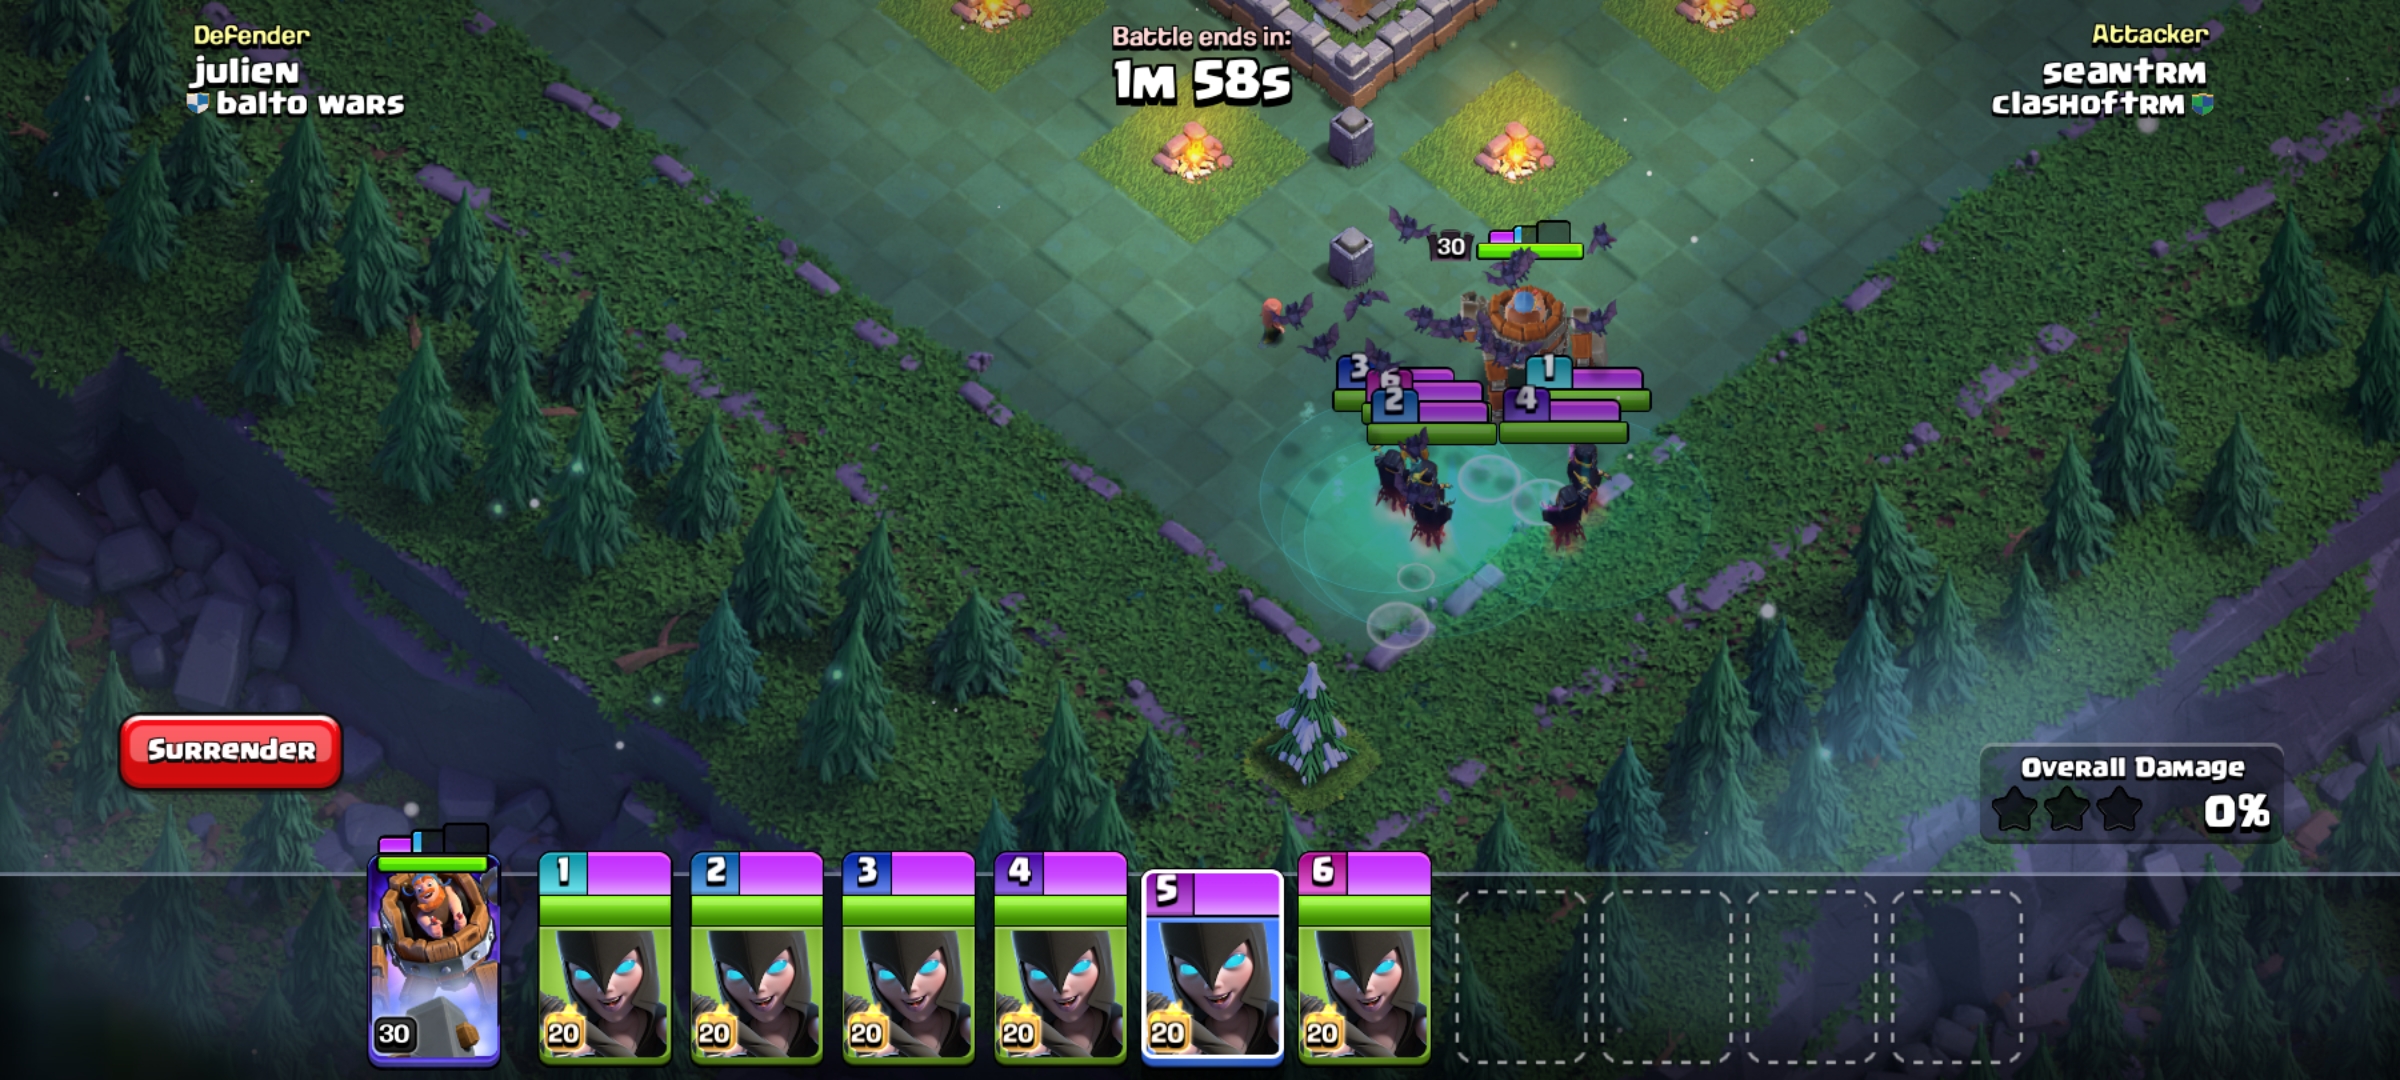 Defender
julien
balto wars
Battle ends in:
1M 58s
Attacker
seantrm
clashoftrm
30
3
6
2
1
4
Surrender
Overall Damage
0%
30
1
20
2
20
3
20
4
20
5
20
6
20